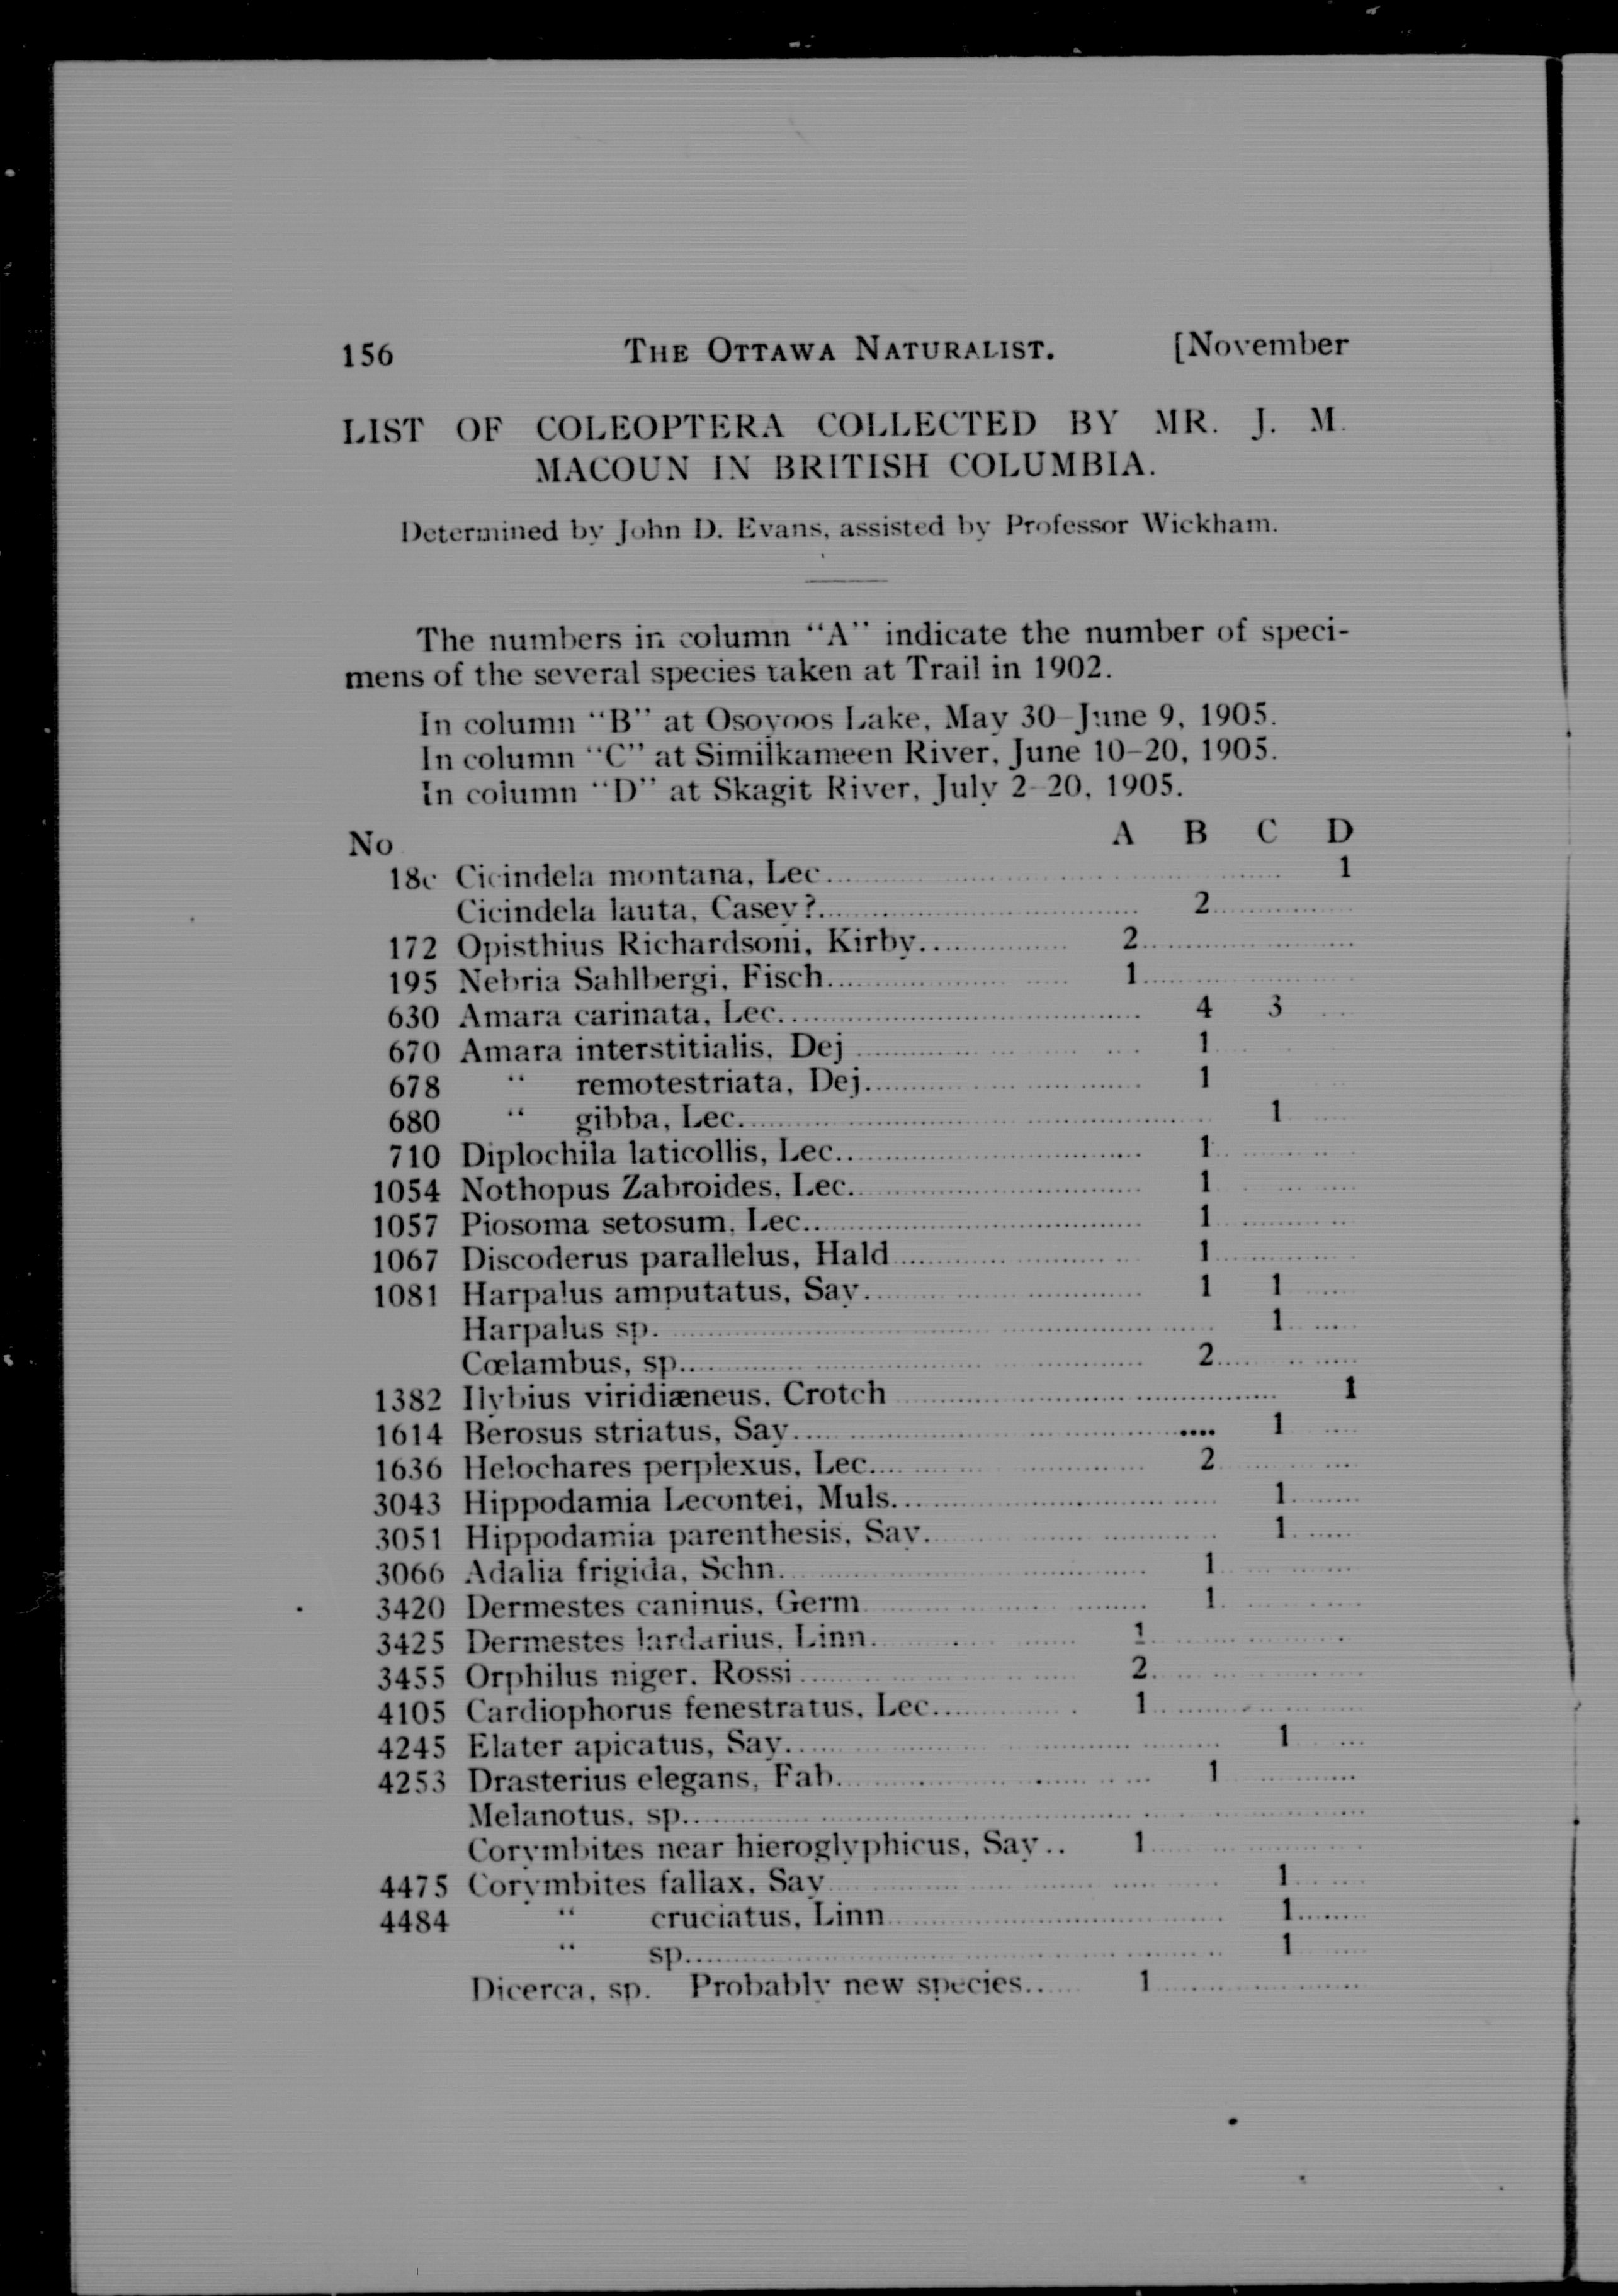 156 THE OTTAWA NATURALIST. [November
LIST OF COLEOPTERA COLLECTED BY MR. J. M.
MACOUN IN BRITISH COLUMBIA.
Determined by John D. Evans, assisted by Professor Wickham.
The numbers in column "A" indicate the number of speci-
mens of the several species taken at Trail in 1902.
In column "B" at Osoyoos Lake, May 30–June 9, 1905.
In column "C" at Similkameen River, June 10–20, 1905.
In column "D" at Skagit River, July 2–20, 1905.
No A B C D
18c Cicindela montana, Lec. 1
Cicindela lauta, Casey? 2
172 Opisthius Richardsoni, Kirby. 2
195 Nebria Sahlbergi, Fisch. 1
630 Amara carinata, Lec. 4 3
670 Amara interstitialis, Dej 1
678 " remotestriata, Dej. 1
680 " gibba, Lec. 1
710 Diplochila laticollis, Lec. 1
1054 Nothopus Zabroides, Lec. 1
1057 Piosoma setosum, Lec. 1
1067 Discoderus parallelus, Hald 1
1081 Harpalus amputatus, Say. 1 1
Harpalus sp. 1
Cœlambus, sp. 2
1382 Ilybius viridiæneus, Crotch 1
1614 Berosus striatus, Say. 1
1636 Helochares perplexus, Lec. 2
3043 Hippodamia Lecontei, Muls. 1
3051 Hippodamia parenthesis, Say. 1
3066 Adalia frigida, Schn. 1
3420 Dermestes caninus, Germ 1
3425 Dermestes lardarius, Linn. 1
3455 Orphilus niger, Rossi 2
4105 Cardiophorus fenestratus, Lec. 1
4245 Elater apicatus, Say. 1
4253 Drasterius elegans, Fab. 1
Melanotus, sp.
Corymbites near hieroglyphicus, Say.. 1
4475 Corymbites fallax, Say 1
4484 " cruciatus, Linn 1
" sp. 1
Dicerca, sp. Probably new species. 1